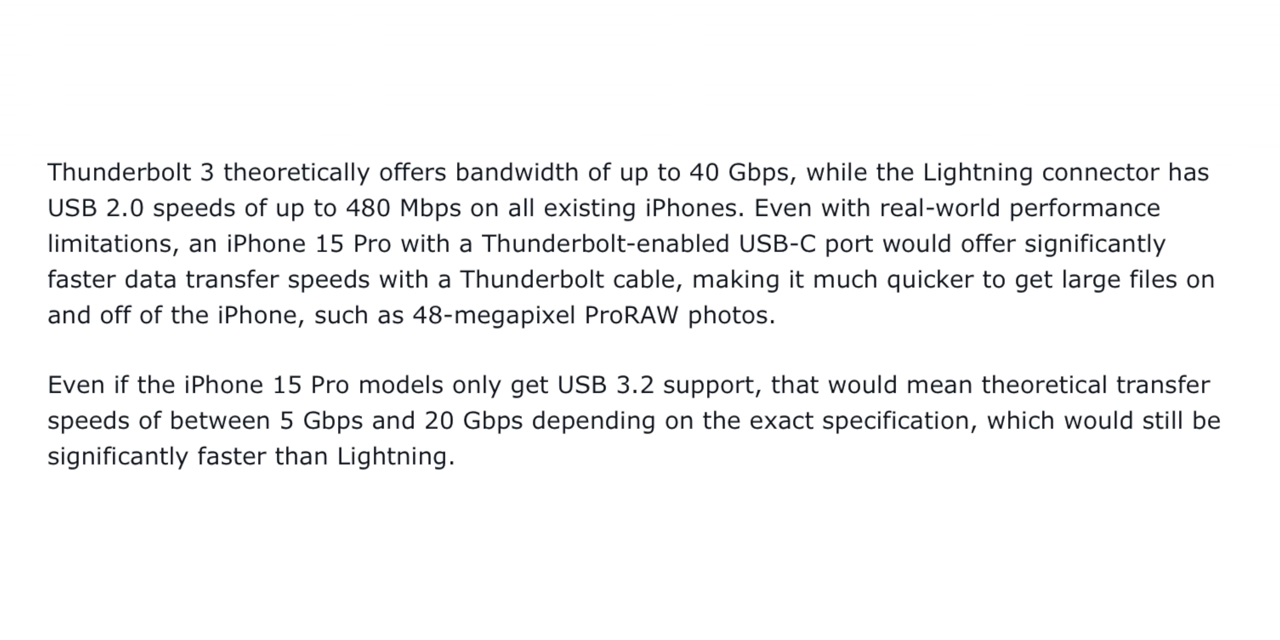 Thunderbolt 3 theoretically offers bandwidth of up to 40 Gbps, while the Lightning connector has
USB 2.0 speeds of up to 480 Mbps on all existing iPhones. Even with real-world performance
limitations, an iPhone 15 Pro with a Thunderbolt-enabled USB-C port would offer significantly
faster data transfer speeds with a Thunderbolt cable, making it much quicker to get large files on
and off of the iPhone, such as 48-megapixel ProRAW photos.
Even if the iPhone 15 Pro models only get USB 3.2 support, that would mean theoretical transfer
speeds of between 5 Gbps and 20 Gbps depending on the exact specification, which would still be
significantly faster than Lightning.